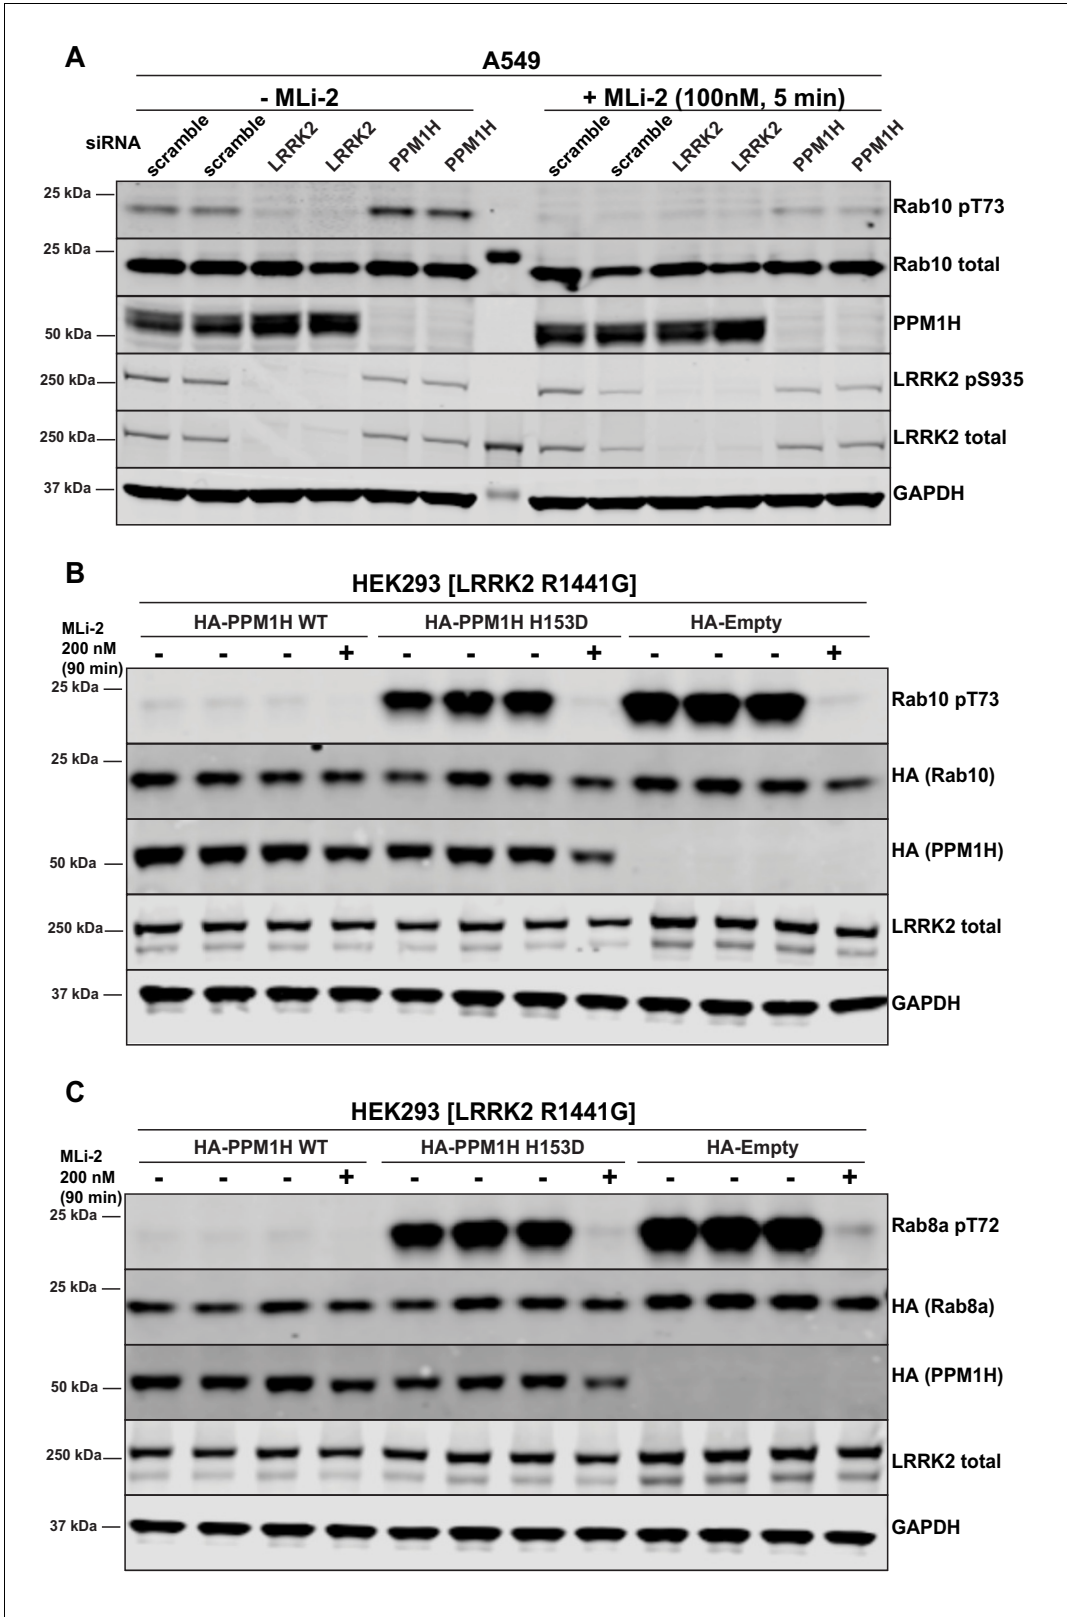 A
A549
- MLi-2
+ MLi-2 (100nM, 5 min)
siRNA
scramble scramble LRRK2 LRRK2 PPM1H PPM1H scramble scramble LRRK2 LRRK2 PPM1H PPM1H
25 kDa Rab10 pT73
25 kDa Rab10 total
50 kDa PPM1H
250 kDa LRRK2 pS935
250 kDa LRRK2 total
37 kDa GAPDH
B
HEK293 [LRRK2 R1441G]
HA-PPM1H WT HA-PPM1H H153D HA-Empty
MLi-2
200 nM
(90 min)
- - - + - - - + - - - +
25 kDa Rab10 pT73
25 kDa HA (Rab10)
50 kDa HA (PPM1H)
250 kDa LRRK2 total
37 kDa GAPDH
C
HEK293 [LRRK2 R1441G]
HA-PPM1H WT HA-PPM1H H153D HA-Empty
MLi-2
200 nM
(90 min)
- - - + - - - + - - - +
25 kDa Rab8a pT72
25 kDa HA (Rab8a)
50 kDa HA (PPM1H)
250 kDa LRRK2 total
37 kDa GAPDH